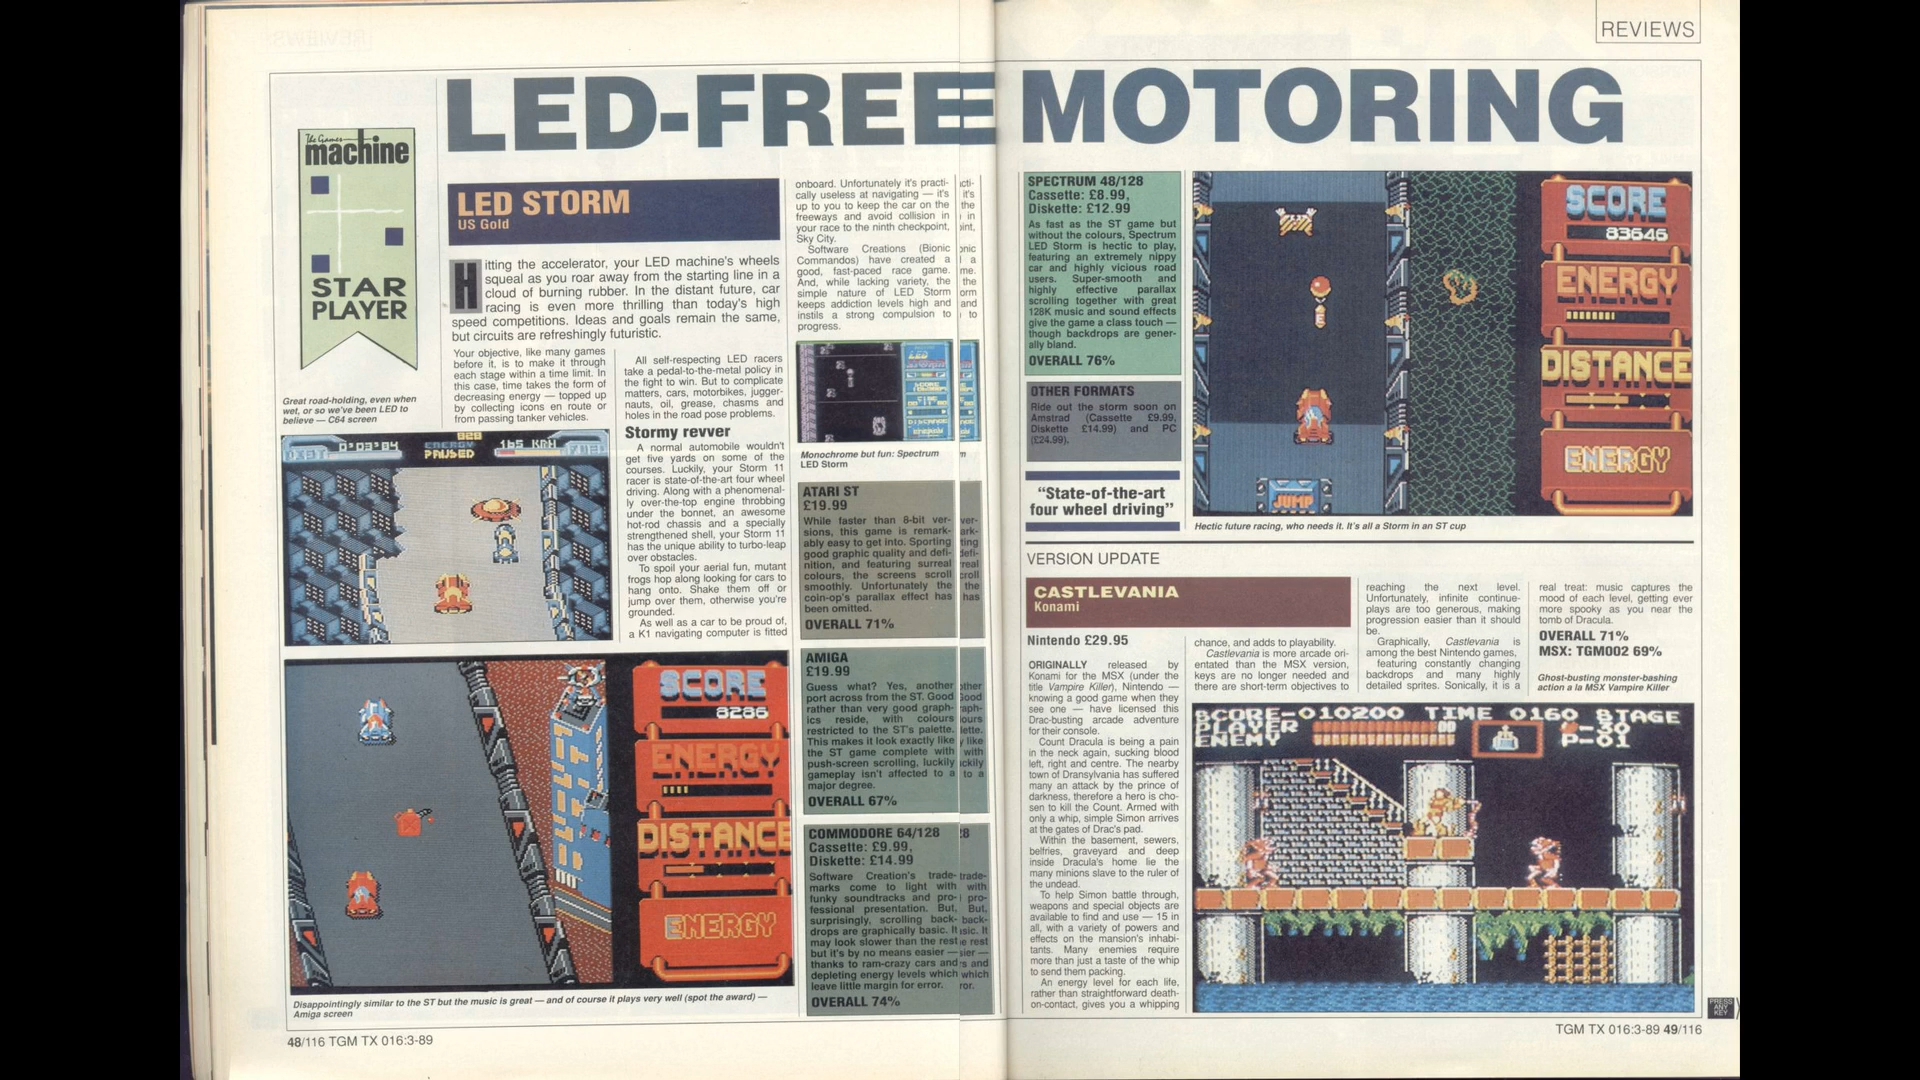 REVIEWS
LED-FREE MOTORING
The Games
machine
STAR
PLAYER
Great road-holding, even when
wet, or so we've been LED to
believe — C64 screen
LED STORM
US Gold
Hitting the accelerator, your LED machine's wheels
squeal as you roar away from the starting line in a
cloud of burning rubber. In the distant future, car
racing is even more thrilling than today's high
speed competitions. Ideas and goals remain the same,
but circuits are refreshingly futuristic.
Your objective, like many games
before it, is to make it through
each stage within a time limit. In
this case, time takes the form of
decreasing energy — topped up
by collecting icons en route or
from passing tanker vehicles.
All self-respecting LED racers
take a pedal-to-the-metal policy in
the fight to win. But to complicate
matters, cars, motorbikes, jugger-
nauts, oil, grease, chasms and
holes in the road pose problems.
Stormy revver
A normal automobile wouldn't
get five yards on some of the
courses. Luckily, your Storm 11
racer is state-of-the-art four wheel
driving. Along with a phenomenal-
ly over-the-top engine throbbing
under the bonnet, an awesome
hot-rod chassis and a specially
strengthened shell, your Storm 11
has the unique ability to turbo-leap
over obstacles.
To spoil your aerial fun, mutant
frogs hop along looking for cars to
hang onto. Shake them off or
jump over them, otherwise you're
grounded.
As well as a car to be proud of,
a K1 navigating computer is fitted
onboard. Unfortunately it's practi-
cally useless at navigating — it's
up to you to keep the car on the
freeways and avoid collision in
your race to the ninth checkpoint,
Sky City.
Software Creations (Bionic
Commandos) have created a
good, fast-paced race game.
And, while lacking variety, the
simple nature of LED Storm
keeps addiction levels high and
instils a strong compulsion to
progress.
Monochrome but fun: Spectrum
LED Storm
DIST 0"03'84 ENERGY 165 KPH FUEL
PAUSED
SCORE
8286
ENERGY
DISTANCE
ENERGY
Disappointingly similar to the ST but the music is great — and of course it plays very well (spot the award) —
Amiga screen
ATARI ST
£19.99
While faster than 8-bit ver-
sions, this game is remark-
ably easy to get into. Sporting
good graphic quality and defi-
nition, and featuring surreal
colours, the screens scroll
smoothly. Unfortunately the
coin-op's parallax effect has
been omitted.
OVERALL 71%
AMIGA
£19.99
Guess what? Yes, another
port across from the ST. Good
rather than very good graph-
ics reside, with colours
restricted to the ST's palette.
This makes it look exactly like
the ST game complete with
push-screen scrolling, luckily
gameplay isn't affected to a
major degree.
OVERALL 67%
COMMODORE 64/128
Cassette: £9.99,
Diskette: £14.99
Software Creation's trade-
marks come to light with
funky soundtracks and pro-
fessional presentation. But,
surprisingly, scrolling back-
drops are graphically basic. It
may look slower than the rest
but it's by no means easier —
thanks to ram-crazy cars and
depleting energy levels which
leave little margin for error.
OVERALL 74%
48/116 TGM TX 016:3-89
SPECTRUM 48/128
Cassette: £8.99,
Diskette: £12.99
As fast as the ST game but
without the colours, Spectrum
LED Storm is hectic to play,
featuring an extremely nippy
car and highly vicious road
users. Super-smooth and
highly effective parallax
scrolling together with great
128K music and sound effects
give the game a class touch —
though backdrops are gener-
ally bland.
OVERALL 76%
OTHER FORMATS
Ride out the storm soon on
Amstrad (Cassette £9.99,
Diskette £14.99) and PC
(£24.99).
"State-of-the-art
four wheel driving"
E
JUMP
SCORE
83646
ENERGY
DISTANCE
ENERGY
Hectic future racing, who needs it. It's all a Storm in an ST cup
VERSION UPDATE
CASTLEVANIA
Konami
Nintendo £29.95
ORIGINALLY released by
Konami for the MSX (under the
title Vampire Killer), Nintendo —
knowing a good game when they
see one — have licensed this
Drac-busting arcade adventure
for their console.
Count Dracula is being a pain
in the neck again, sucking blood
left, right and centre. The nearby
town of Dransylvania has suffered
many an attack by the prince of
darkness, therefore a hero is cho-
sen to kill the Count. Armed with
only a whip, simple Simon arrives
at the gates of Drac's pad.
Within the basement, sewers,
belfries, graveyard and deep
inside Dracula's home lie the
many minions slave to the ruler of
the undead.
To help Simon battle through,
weapons and special objects are
available to find and use — 15 in
all, with a variety of powers and
effects on the mansion's inhabi-
tants. Many enemies require
more than just a taste of the whip
to send them packing.
An energy level for each life,
rather than straightforward death-
on-contact, gives you a whipping
chance, and adds to playability.
Castlevania is more arcade ori-
entated than the MSX version,
keys are no longer needed and
there are short-term objectives to
reaching the next level.
Unfortunately, infinite continue-
plays are too generous, making
progression easier than it should
be.
Graphically, Castlevania is
among the best Nintendo games,
featuring constantly changing
backdrops and many highly
detailed sprites. Sonically, it is a
real treat: music captures the
mood of each level, getting ever
more spooky as you near the
tomb of Dracula.
OVERALL 71%
MSX: TGM002 69%
Ghost-busting monster-bashing
action a la MSX Vampire Killer
SCORE-010200 TIME 0160 STAGE
PLAYER -30
ENEMY P-01
PRESS
ANY
KEY
TGM TX 016:3-89 49/116